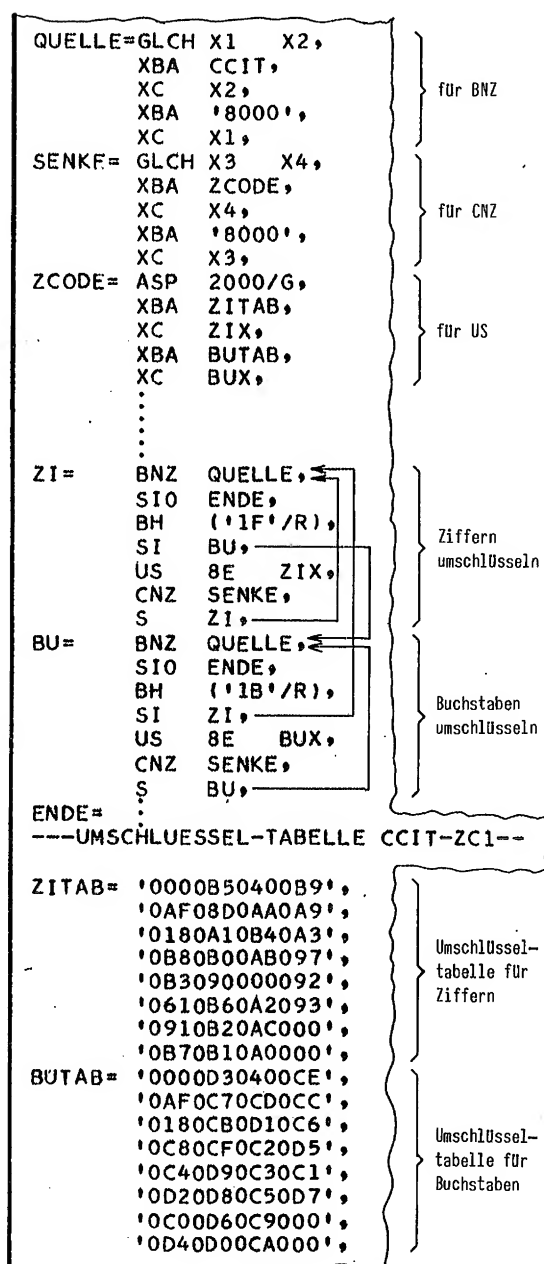 QUELLE=GLCH X1 X2,
XBA CCIT,
XC X2,
XBA '8000',
XC X1,
für BNZ
SENKE= GLCH X3 X4,
XBA ZCODE,
XC X4,
XBA '8000',
XC X3,
für CNZ
ZCODE= ASP 2000/G,
XBA ZITAB,
XC ZIX,
XBA BUTAB,
XC BUX,
für US
ZI= BNZ QUELLE,
SIO ENDE,
BH ('1F'/R),
SI BU,
US 8E ZIX,
CNZ SENKE,
S ZI,
Ziffern
umschlüsseln
BU= BNZ QUELLE,
SIO ENDE,
BH ('1B'/R),
SI ZI,
US 8E BUX,
CNZ SENKE,
S BU,
Buchstaben
umschlüsseln
ENDE=
---UMSCHLUESSEL-TABELLE CCIT-ZC1--
ZITAB= '0000B50400B9',
'0AF08D0AA0A9',
'0180A10B40A3',
'0B80B00AB097',
'0B3090000092',
'0610B60A2093',
'0910B20AC000',
'0B70B10A0000',
Umschlüssel-
tabelle für
Ziffern
BUTAB= '0000D30400CE',
'0AF0C70CD0CC',
'0180CB0D10C6',
'0C80CF0C20D5',
'0C40D90C30C1',
'0D20D80C50D7',
'0C00D60C9000',
'0D40D00CA000',
Umschlüssel-
tabelle für
Buchstaben